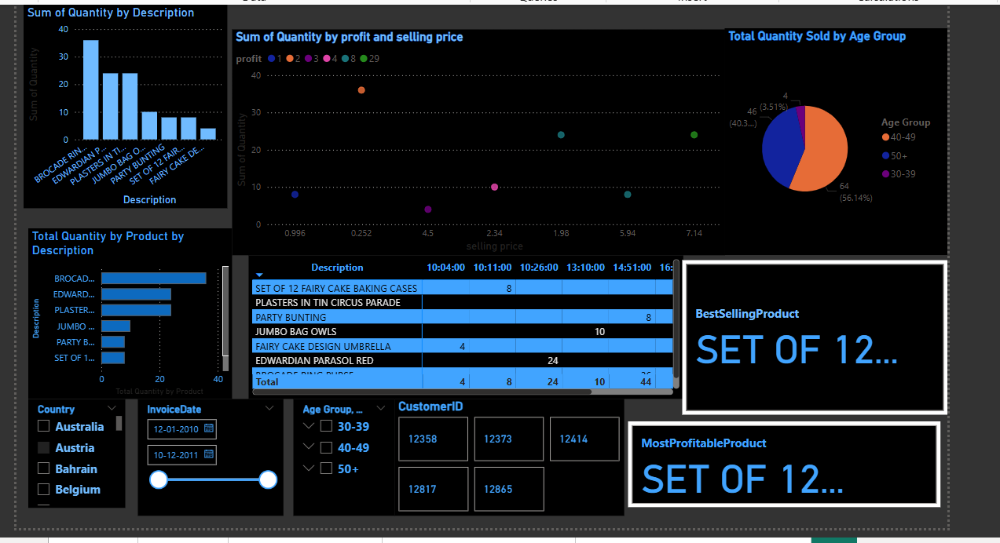 Sum of Quantity by Description
Sum of Quantity
40
30
20
10
0
BROCADE RIN...
EDWARDIAN P...
PLASTERS IN TI...
JUMBO BAG O...
PARTY BUNTING
SET OF 12 FAIR...
FAIRY CAKE DE...
Description
Sum of Quantity by profit and selling price
profit 1 2 3 4 8 29
Sum of Quantity
40
30
20
10
0
0.996 0.252 4.5 2.34 1.98 5.94 7.14
selling price
Total Quantity Sold by Age Group
4
(3.51%)
46
(40.3...)
64
(56.14%)
Age Group
40-49
50+
30-39
Total Quantity by Product by
Description
Description
BROCAD...
EDWARD...
PLASTER...
JUMBO ...
PARTY B...
SET OF 1...
0 20 40
Total Quantity by Product
Description 10:04:00 10:11:00 10:26:00 13:10:00 14:51:00 16:
SET OF 12 FAIRY CAKE BAKING CASES 8
PLASTERS IN TIN CIRCUS PARADE
PARTY BUNTING 8
JUMBO BAG OWLS 10
FAIRY CAKE DESIGN UMBRELLA 4
EDWARDIAN PARASOL RED 24
BROCADE RING PURSE 36
Total 4 8 24 10 44
BestSellingProduct
SET OF 12...
Country
Australia
Austria
Bahrain
Belgium
InvoiceDate
12-01-2010
10-12-2011
Age Group, ...
30-39
40-49
50+
CustomerID
12358 12373 12414
12817 12865
MostProfitableProduct
SET OF 12...